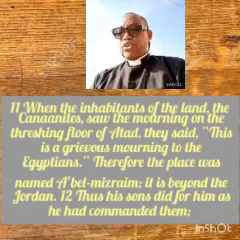 11 When the inhabitants of the land, the
Canaanites, saw the mourning on the
threshing floor of Atad, they said, "This
is a grievous mourning to the
Egyptians." Therefore the place was
named A'bel-mizraim; it is beyond the
Jordan. 12 Thus his sons did for him as
he had commanded them;
InShOt